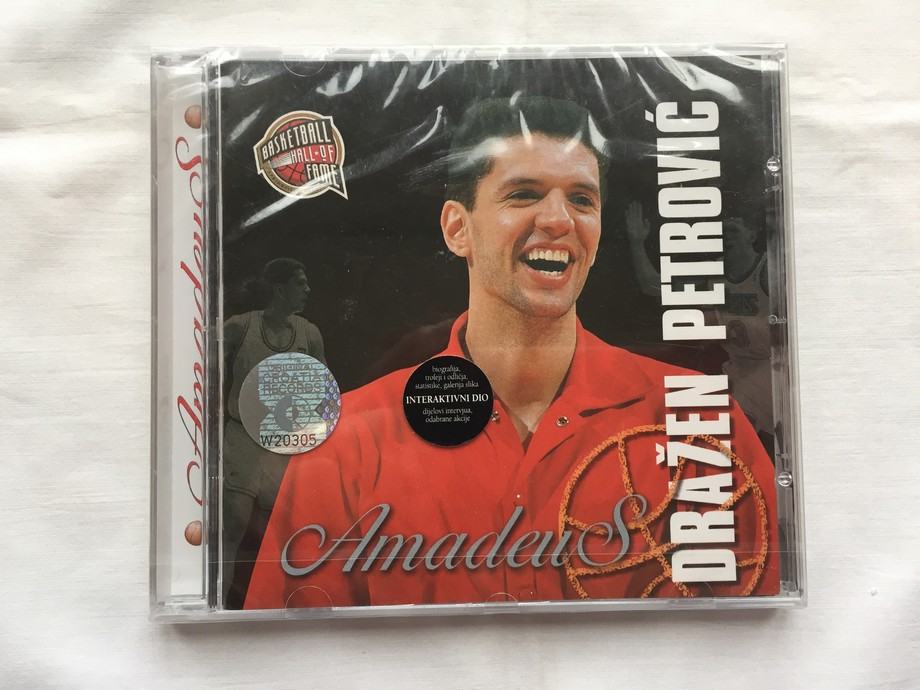 AmadeuS
BASKETBALL
HALL-OF
FAME
DRAŽEN PETROVIĆ
ORIGINAL
CROATIA
RECORDS
W20305
biografija,
trofeji i odličja,
statistike, galerija slika
INTERAKTIVNI DIO
dijelovi intervjua,
odabrane akcije
AmadeuS